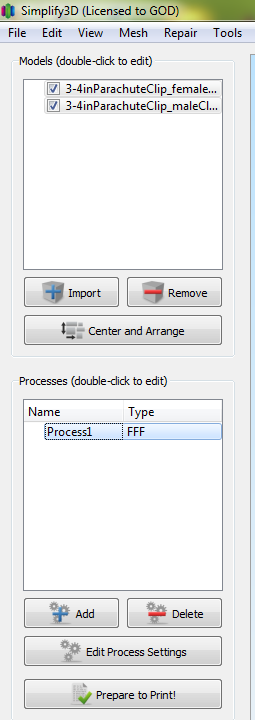 Simplify3D (Licensed to GOD)
File Edit View Mesh Repair Tools
Models (double-click to edit)
3-4inParachuteClip_female...
3-4inParachuteClip_maleCl...
Import Remove
Center and Arrange
Processes (double-click to edit)
Name Type
Process1 FFF
Add Delete
Edit Process Settings
Prepare to Print!